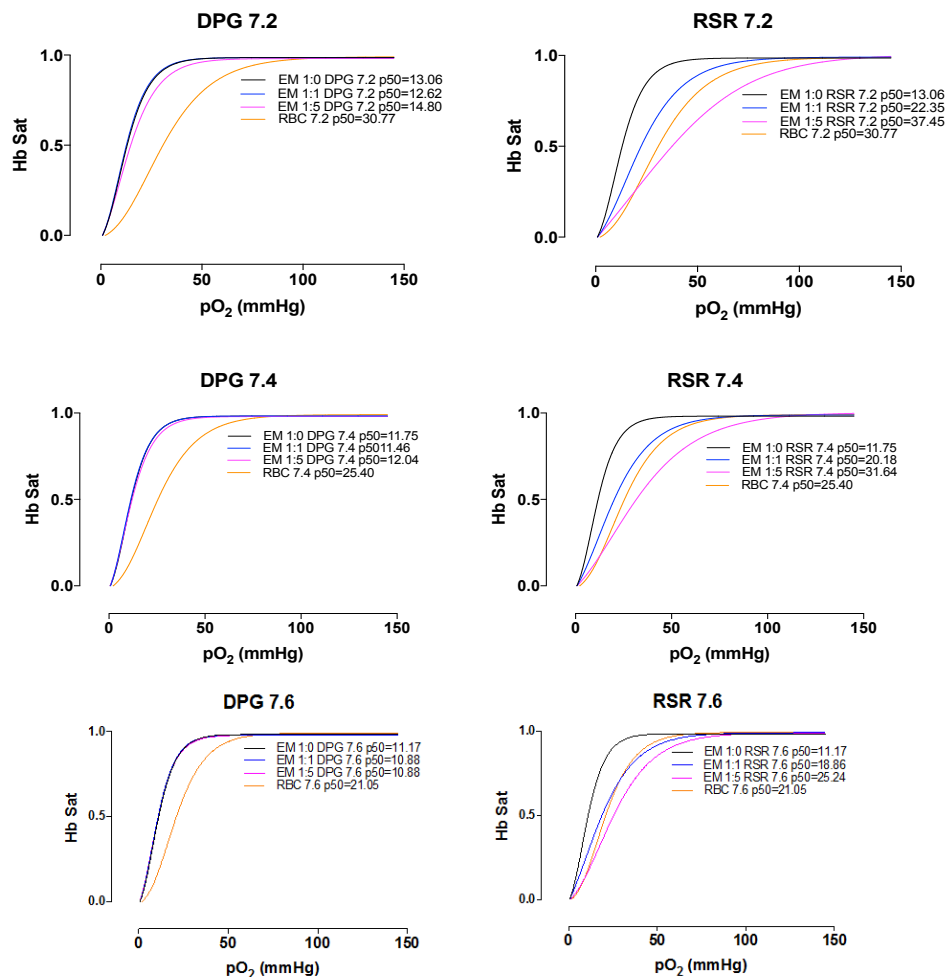 DPG 7.2
1.0
0.5
0.0
Hb Sat
EM 1:0 DPG 7.2 p50=13.06
EM 1:1 DPG 7.2 p50=12.62
EM 1:5 DPG 7.2 p50=14.80
RBC 7.2 p50=30.77
0 50 100 150
pO2 (mmHg)
RSR 7.2
1.0
0.5
0.0
Hb Sat
EM 1:0 RSR 7.2 p50=13.06
EM 1:1 RSR 7.2 p50=22.35
EM 1:5 RSR 7.2 p50=37.45
RBC 7.2 p50=30.77
0 50 100 150
pO2 (mmHg)
DPG 7.4
1.0
0.5
0.0
Hb Sat
EM 1:0 DPG 7.4 p50=11.75
EM 1:1 DPG 7.4 p5011.46
EM 1:5 DPG 7.4 p50=12.04
RBC 7.4 p50=25.40
0 50 100 150
pO2 (mmHg)
RSR 7.4
1.0
0.5
0.0
Hb Sat
EM 1:0 RSR 7.4 p50=11.75
EM 1:1 RSR 7.4 p50=20.18
EM 1:5 RSR 7.4 p50=31.64
RBC 7.4 p50=25.40
0 50 100 150
pO2 (mmHg)
DPG 7.6
1.0
0.5
0.0
Hb Sat
EM 1:0 DPG 7.6 p50=11.17
EM 1:1 DPG 7.6 p50=10.88
EM 1:5 DPG 7.6 p50=10.88
RBC 7.6 p50=21.05
0 50 100 150
pO2 (mmHg)
RSR 7.6
1.0
0.5
0.0
Hb Sat
EM 1:0 RSR 7.6 p50=11.17
EM 1:1 RSR 7.6 p50=18.86
EM 1:5 RSR 7.6 p50=25.24
RBC 7.6 p50=21.05
0 50 100 150
pO2 (mmHg)